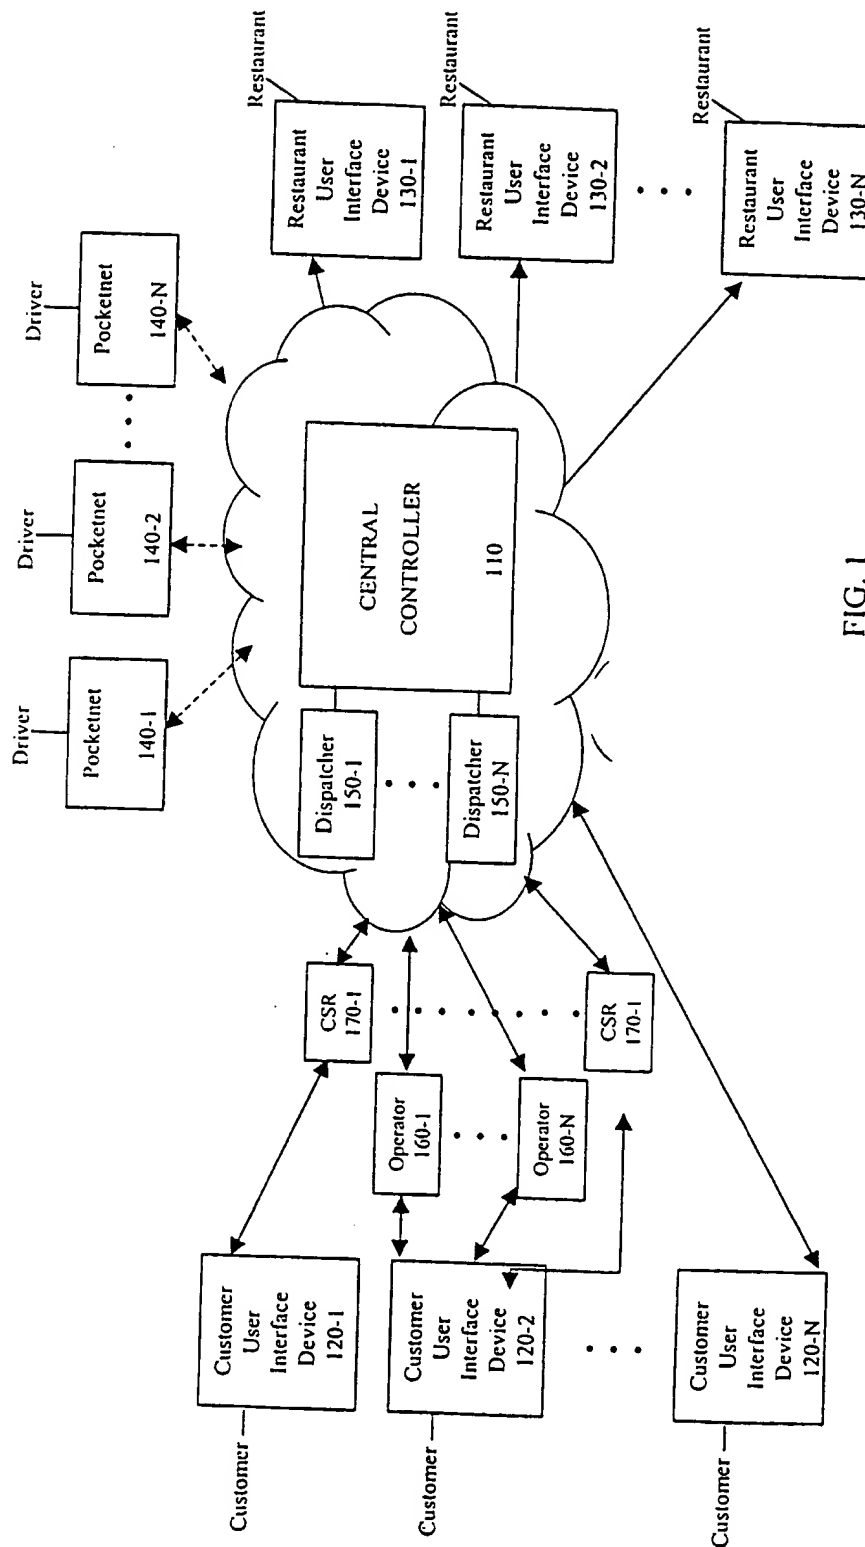 Driver
Pocketnet
140-1
Driver
Pocketnet
140-2
Driver
Pocketnet
140-N
Customer
Customer
User
Interface
Device
120-1
CSR
170-1
Dispatcher
150-1
CENTRAL
CONTROLLER
110
Restaurant
Restaurant
User
Interface
Device
130-1
Customer
Customer
User
Interface
Device
120-2
Operator
160-1
Operator
160-N
Dispatcher
150-N
Restaurant
Restaurant
User
Interface
Device
130-2
CSR
170-1
Customer
Customer
User
Interface
Device
120-N
Restaurant
Restaurant
User
Interface
Device
130-N
FIG. 1